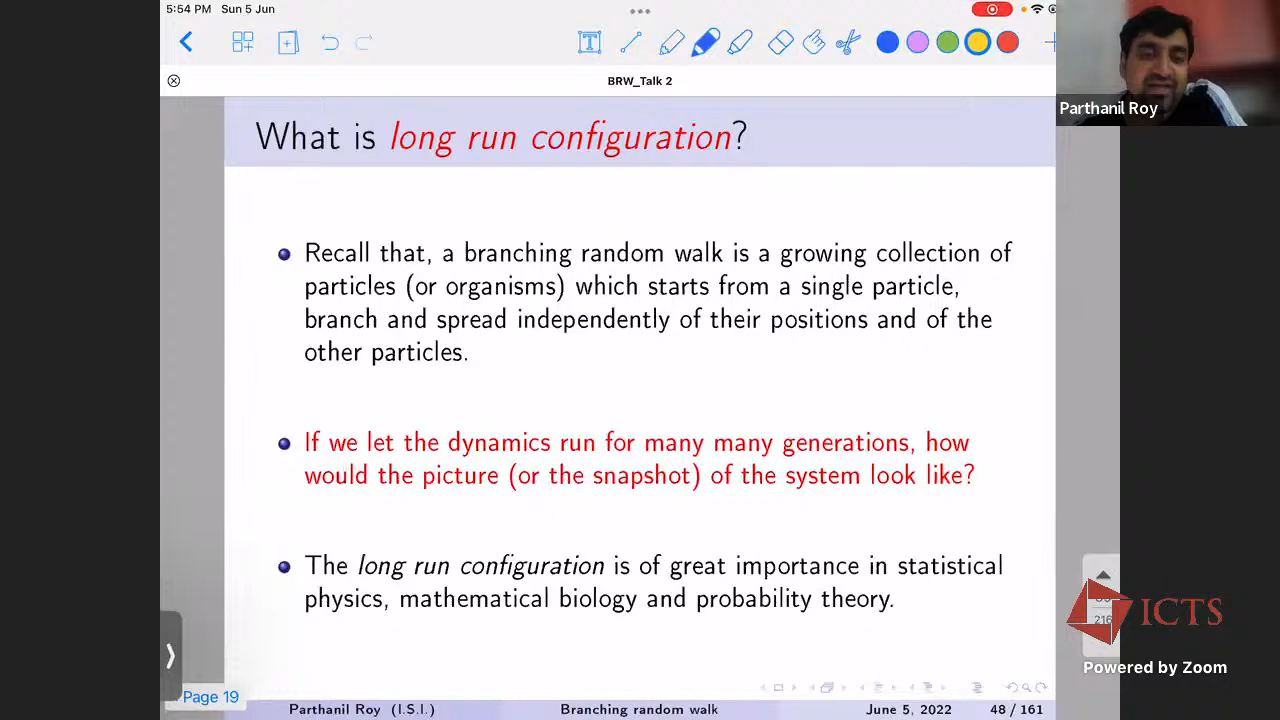 5:54 PM Sun 5 Jun
BRW_Talk 2
Parthanil Roy
What is long run configuration?
Recall that, a branching random walk is a growing collection of
particles (or organisms) which starts from a single particle,
branch and spread independently of their positions and of the
other particles.
If we let the dynamics run for many many generations, how
would the picture (or the snapshot) of the system look like?
The long run configuration is of great importance in statistical
physics, mathematical biology and probability theory.
216
ICTS
Powered by Zoom
Page 19
Parthanil Roy (I.S.I.) Branching random walk June 5, 2022 48 / 161